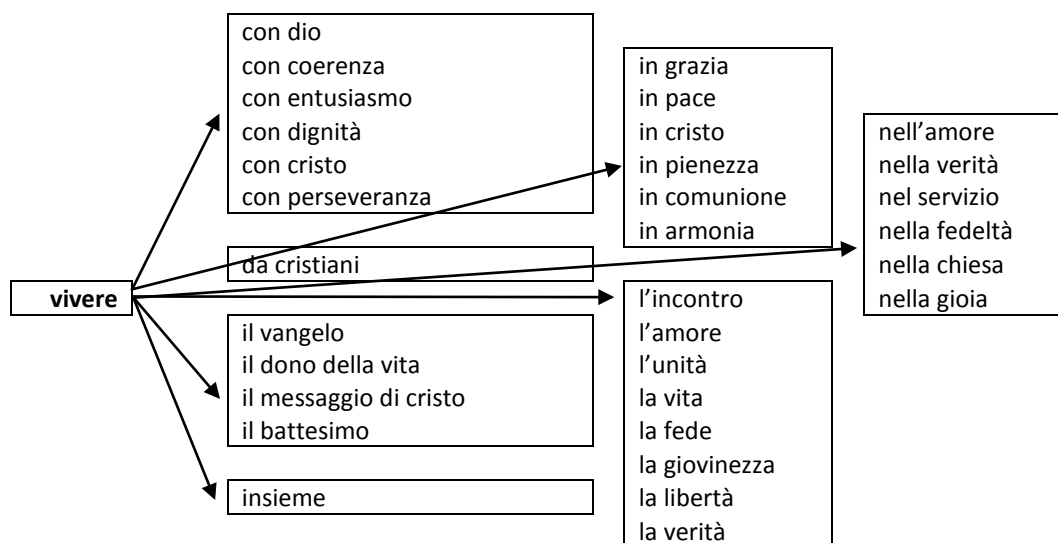 vivere
con dio
con coerenza
con entusiasmo
con dignità
con cristo
con perseveranza
da cristiani
il vangelo
il dono della vita
il messaggio di cristo
il battesimo
insieme
in grazia
in pace
in cristo
in pienezza
in comunione
in armonia
l’incontro
l’amore
l’unità
la vita
la fede
la giovinezza
la libertà
la verità
nell’amore
nella verità
nel servizio
nella fedeltà
nella chiesa
nella gioia